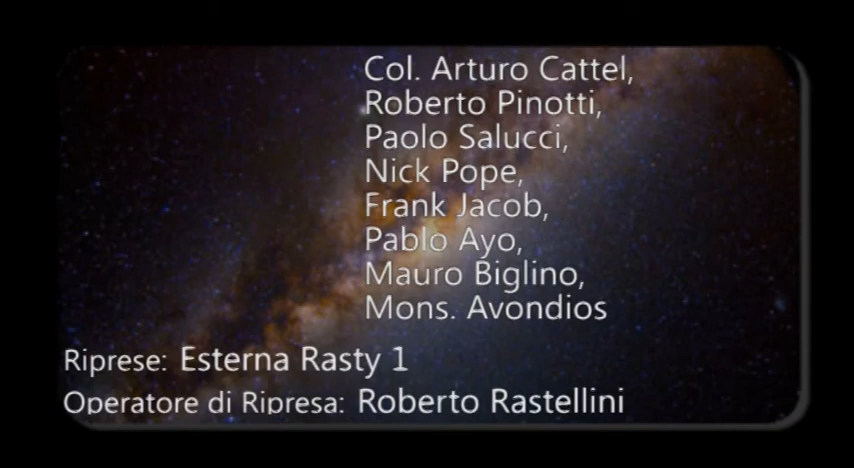 Col. Arturo Cattel,
Roberto Pinotti,
Paolo Salucci,
Nick Pope,
Frank Jacob,
Pablo Ayo,
Mauro Biglino,
Mons. Avondios
Riprese: Esterna Rasty 1
Operatore di Ripresa: Roberto Rastellini